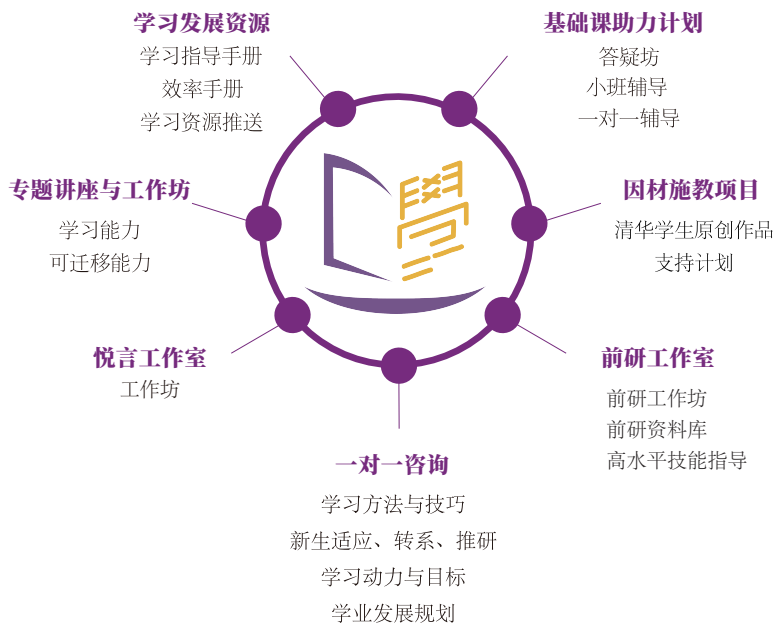 学习发展资源
学习指导手册
效率手册
学习资源推送
基础课助力计划
答疑坊
小班辅导
一对一辅导
专题讲座与工作坊
学习能力
可迁移能力
因材施教项目
清华学生原创作品
支持计划
悦言工作室
工作坊
前研工作室
前研工作坊
前研资料库
高水平技能指导
一对一咨询
学习方法与技巧
新生适应、转系、推研
学习动力与目标
学业发展规划